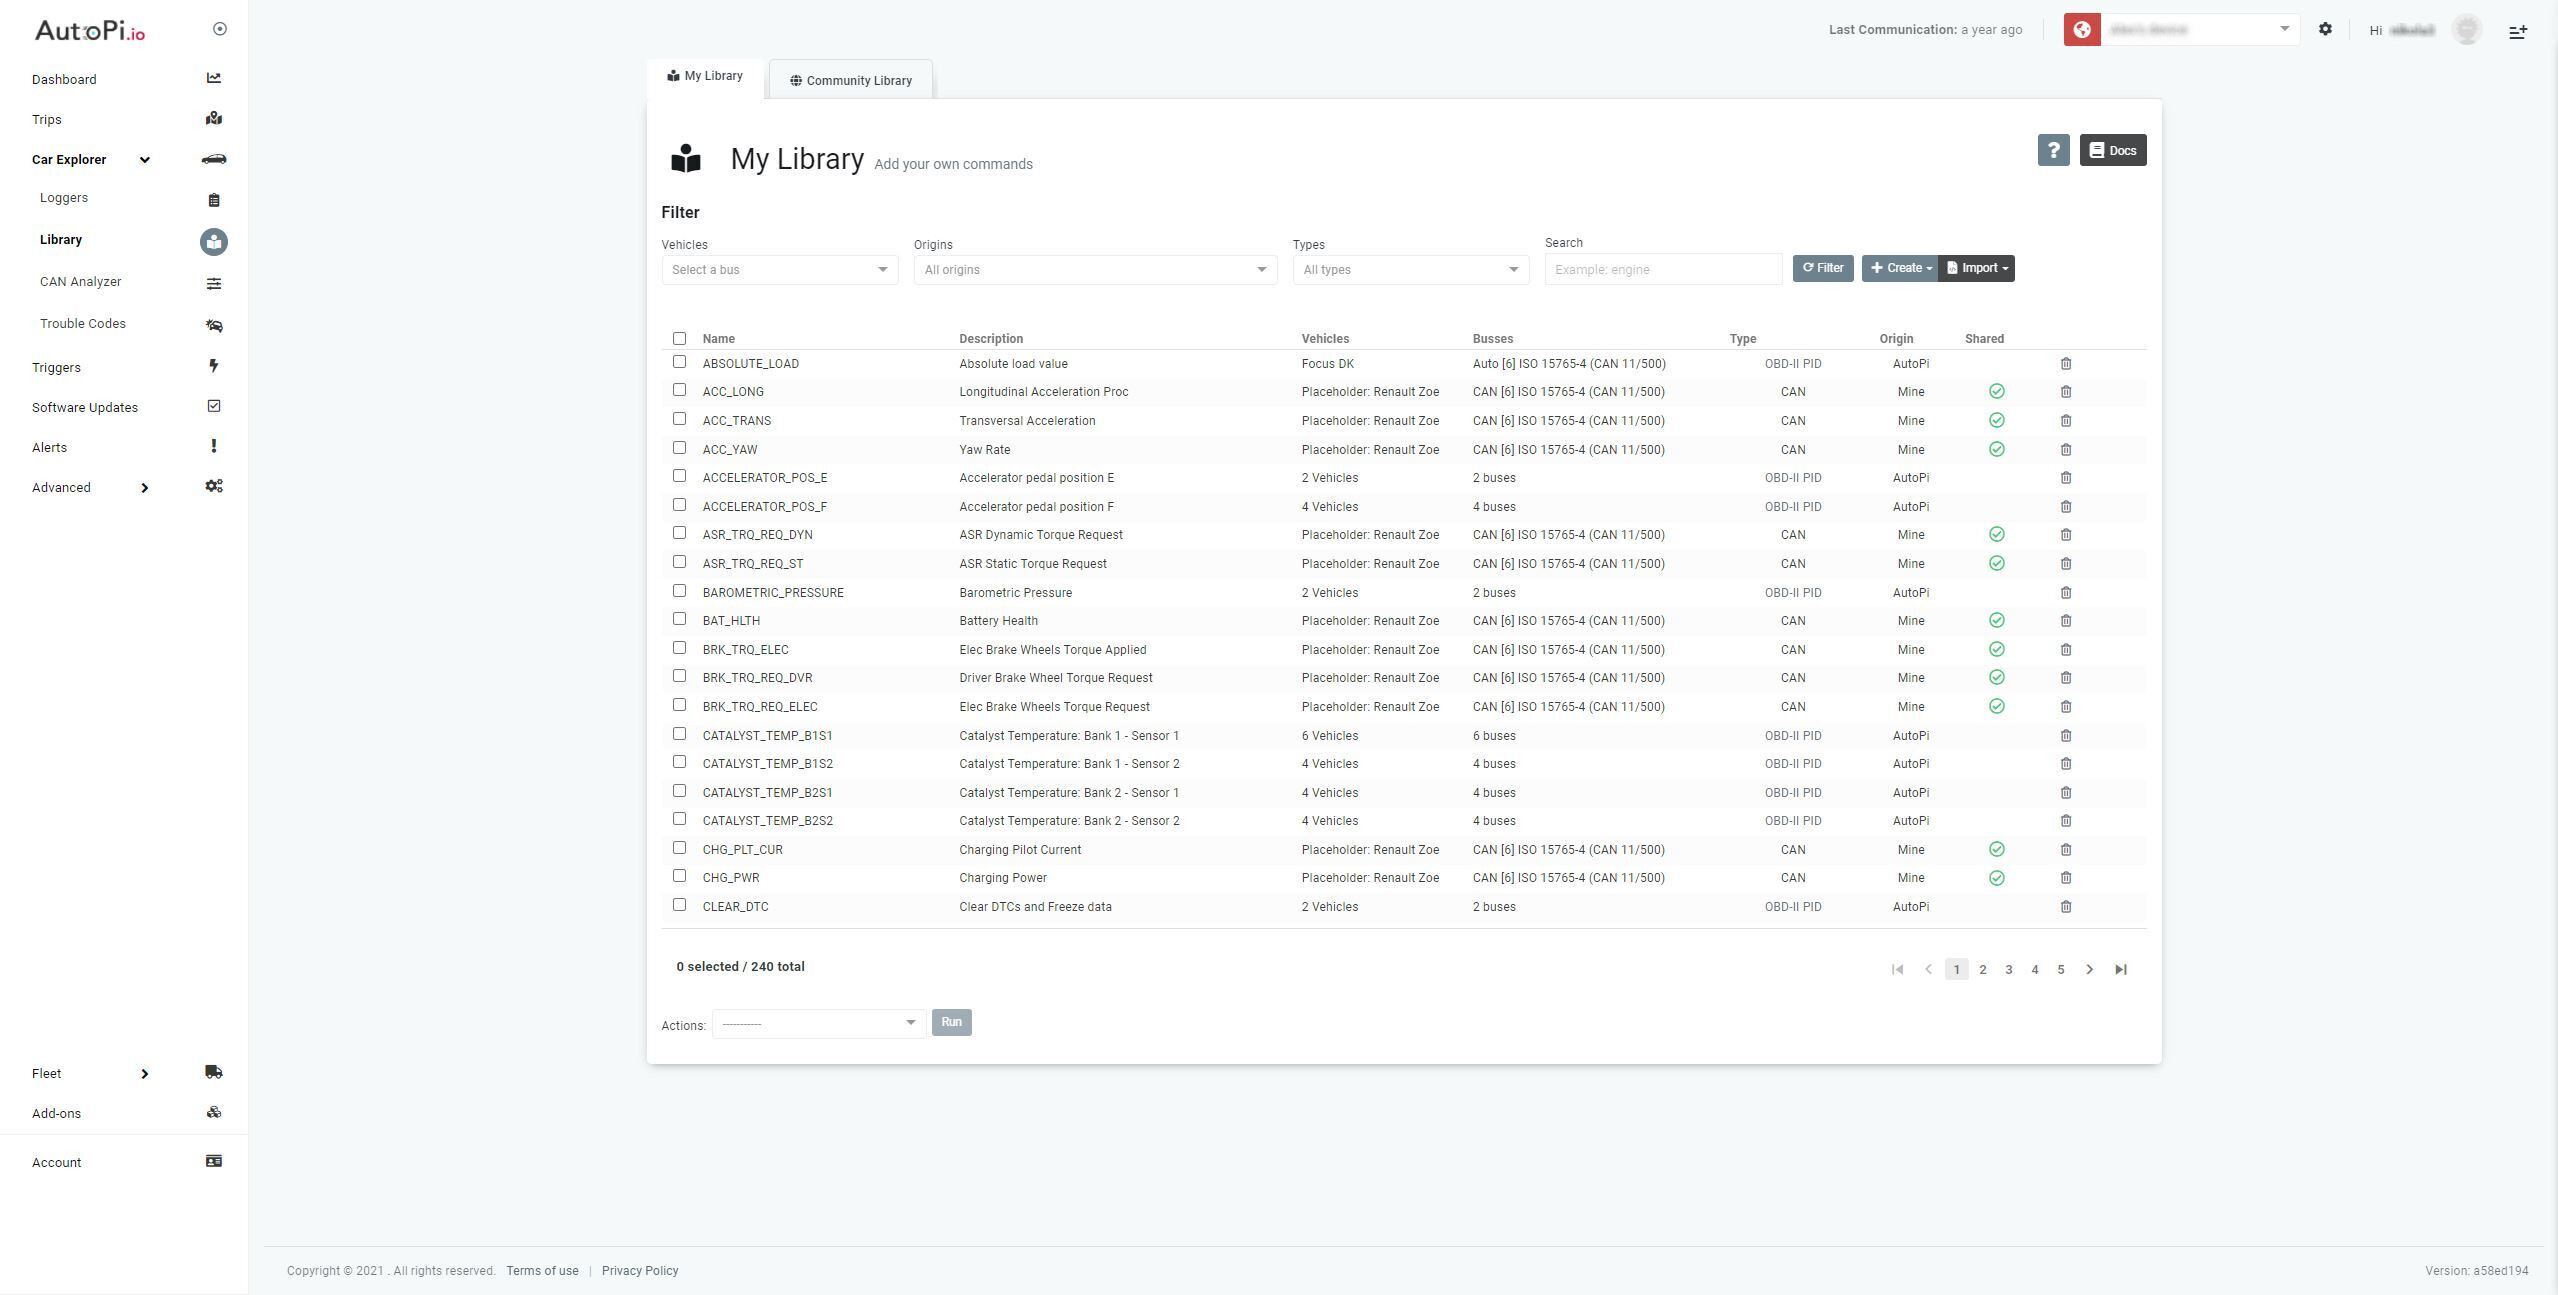 AutoPi.io
Last Communication: a year ago
Hi
Dashboard
Trips
Car Explorer
Loggers
Library
CAN Analyzer
Trouble Codes
Triggers
Software Updates
Alerts
Advanced
Fleet
Add-ons
Account
My Library
Community Library
My Library Add your own commands
? Docs
Filter
Vehicles Origins Types Search
Select a bus All origins All types Example: engine Filter Create Import
Name Description Vehicles Busses Type Origin Shared
ABSOLUTE_LOAD Absolute load value Focus DK Auto [6] ISO 15765-4 (CAN 11/500) OBD-II PID AutoPi
ACC_LONG Longitudinal Acceleration Proc Placeholder: Renault Zoe CAN [6] ISO 15765-4 (CAN 11/500) CAN Mine
ACC_TRANS Transversal Acceleration Placeholder: Renault Zoe CAN [6] ISO 15765-4 (CAN 11/500) CAN Mine
ACC_YAW Yaw Rate Placeholder: Renault Zoe CAN [6] ISO 15765-4 (CAN 11/500) CAN Mine
ACCELERATOR_POS_E Accelerator pedal position E 2 Vehicles 2 buses OBD-II PID AutoPi
ACCELERATOR_POS_F Accelerator pedal position F 4 Vehicles 4 buses OBD-II PID AutoPi
ASR_TRQ_REQ_DYN ASR Dynamic Torque Request Placeholder: Renault Zoe CAN [6] ISO 15765-4 (CAN 11/500) CAN Mine
ASR_TRQ_REQ_ST ASR Static Torque Request Placeholder: Renault Zoe CAN [6] ISO 15765-4 (CAN 11/500) CAN Mine
BAROMETRIC_PRESSURE Barometric Pressure 2 Vehicles 2 buses OBD-II PID AutoPi
BAT_HLTH Battery Health Placeholder: Renault Zoe CAN [6] ISO 15765-4 (CAN 11/500) CAN Mine
BRK_TRQ_ELEC Elec Brake Wheels Torque Applied Placeholder: Renault Zoe CAN [6] ISO 15765-4 (CAN 11/500) CAN Mine
BRK_TRQ_REQ_DVR Driver Brake Wheel Torque Request Placeholder: Renault Zoe CAN [6] ISO 15765-4 (CAN 11/500) CAN Mine
BRK_TRQ_REQ_ELEC Elec Brake Wheels Torque Request Placeholder: Renault Zoe CAN [6] ISO 15765-4 (CAN 11/500) CAN Mine
CATALYST_TEMP_B1S1 Catalyst Temperature: Bank 1 - Sensor 1 6 Vehicles 6 buses OBD-II PID AutoPi
CATALYST_TEMP_B1S2 Catalyst Temperature: Bank 1 - Sensor 2 4 Vehicles 4 buses OBD-II PID AutoPi
CATALYST_TEMP_B2S1 Catalyst Temperature: Bank 2 - Sensor 1 4 Vehicles 4 buses OBD-II PID AutoPi
CATALYST_TEMP_B2S2 Catalyst Temperature: Bank 2 - Sensor 2 4 Vehicles 4 buses OBD-II PID AutoPi
CHG_PLT_CUR Charging Pilot Current Placeholder: Renault Zoe CAN [6] ISO 15765-4 (CAN 11/500) CAN Mine
CHG_PWR Charging Power Placeholder: Renault Zoe CAN [6] ISO 15765-4 (CAN 11/500) CAN Mine
CLEAR_DTC Clear DTCs and Freeze data 2 Vehicles 2 buses OBD-II PID AutoPi
0 selected / 240 total
1 2 3 4 5
Actions: ----------- Run
Copyright © 2021 . All rights reserved. Terms of use | Privacy Policy
Version: a58ed194